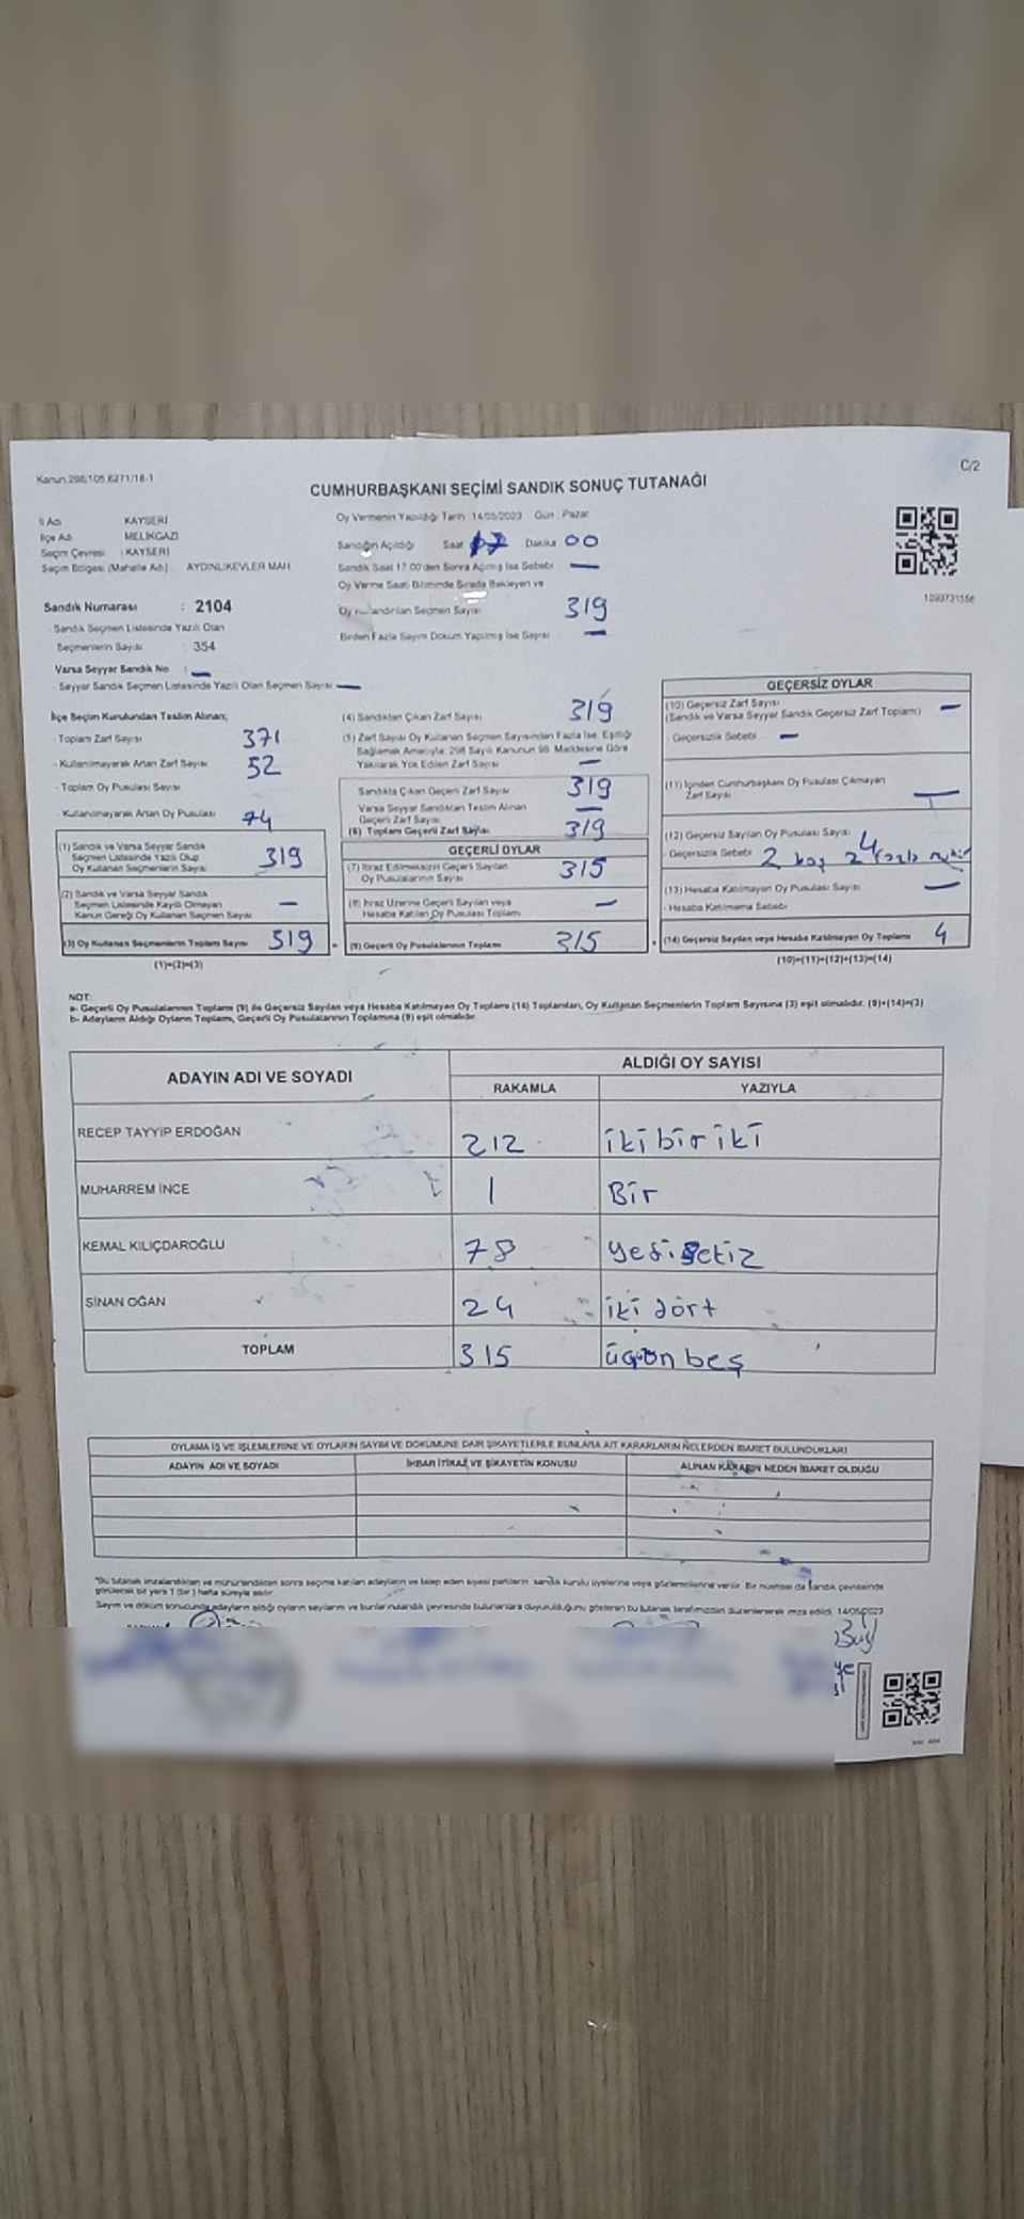 Kanun 298/105 6271/18-1
C/2
CUMHURBAŞKANI SEÇİMİ SANDIK SONUÇ TUTANAĞI
İl Adı KAYSERİ
İlçe Adı MELİKGAZİ
Seçim Çevresi : KAYSERİ
Seçim Bölgesi (Mahalle Adı) AYDINLIKEVLER MAH
Sandık Numarası : 2104
Sandık Seçmen Listesinde Yazılı Olan
Seçmenlerin Sayısı : 354
Varsa Seyyar Sandık No : —
Seyyar Sandık Seçmen Listesinde Yazılı Olan Seçmen Sayısı —
Oy Vermenin Yapıldığı Tarih : 14/05/2023 Gün : Pazar
Sandığın Açıldığı Saat 17 Dakika 00
Sandık Saat 17:00'den Sonra Açılmış İse Sebebi —
Oy Verme Saati Bitiminde Sırada Bekleyen ve
Oy Kullandırılan Seçmen Sayısı 319
Birden Fazla Sayım Döküm Yapılmış İse Sayısı —
1093731556
İlçe Seçim Kurulundan Teslim Alınan;
- Toplam Zarf Sayısı 371
- Kullanılmayarak Artan Zarf Sayısı 52
- Toplam Oy Pusulası Sayısı
Kullanılmayarak Artan Oy Pusulası 74
(1) Sandık ve Varsa Seyyar Sandık
Seçmen Listesinde Yazılı Olup
Oy Kullanan Seçmenlerin Sayısı 319
(2) Sandık ve Varsa Seyyar Sandık
Seçmen Listesinde Kayıtlı Olmayan
Kanun Gereği Oy Kullanan Seçmen Sayısı —
(3) Oy Kullanan Seçmenlerin Toplam Sayısı 319
(1)+(2)=(3)
(4) Sandıktan Çıkan Zarf Sayısı 319
(5) Zarf Sayısı Oy Kullanan Seçmen Sayısından Fazla İse, Eşitliği
Sağlamak Amacıyla, 298 Sayılı Kanunun 98. Maddesine Göre
Yakılarak Yok Edilen Zarf Sayısı —
Sandıkta Çıkan Geçerli Zarf Sayısı 319
Varsa Seyyar Sandıktan Teslim Alınan
Geçerli Zarf Sayısı —
(6) Toplam Geçerli Zarf Sayısı 319
GEÇERLİ OYLAR
(7) İtiraz Edilmeksizin Geçerli Sayılan
Oy Pusulalarının Sayısı 315
(8) İtiraz Üzerine Geçerli Sayılan veya
Hesaba Katılan Oy Pusulası Toplamı —
(9) Geçerli Oy Pusulalarının Toplamı 315
GEÇERSİZ OYLAR
(10) Geçersiz Zarf Sayısı
(Sandık ve Varsa Seyyar Sandık Geçersiz Zarf Toplamı) —
- Geçersizlik Sebebi —
(11) İçinden Cumhurbaşkanı Oy Pusulası Çıkmayan
Zarf Sayısı —
(12) Geçersiz Sayılan Oy Pusulası Sayısı 4
- Geçersizlik Sebebi 2 boş 2 fazla mühür
(13) Hesaba Katılmayan Oy Pusulası Sayısı —
- Hesaba Katılmama Sebebi
(14) Geçersiz Sayılan veya Hesaba Katılmayan Oy Toplamı 4
(10)+(11)+(12)+(13)=(14)
NOT:
a- Geçerli Oy Pusulalarının Toplamı (9) ile Geçersiz Sayılan veya Hesaba Katılmayan Oy Toplamı (14) Toplamları, Oy Kullanan Seçmenlerin Toplam Sayısına (3) eşit olmalıdır. (9)+(14)=(3)
b- Adayların Aldığı Oyların Toplamı, Geçerli Oy Pusulalarının Toplamına (9) eşit olmalıdır.
ADAYIN ADI VE SOYADI ALDIĞI OY SAYISI
RAKAMLA YAZIYLA
RECEP TAYYİP ERDOĞAN 212 iki bir iki
MUHARREM İNCE 1 Bir
KEMAL KILIÇDAROĞLU 78 yedi sekiz
SİNAN OĞAN 24 iki dört
TOPLAM 315 üç on beş
OYLAMA İŞ VE İŞLEMLERİNE VE OYLARIN SAYIM VE DÖKÜMÜNE DAİR ŞİKAYETLERLE BUNLARA AİT KARARLARIN NELERDEN İBARET BULUNDUKLARI
ADAYIN ADI VE SOYADI İHBAR İTİRAZ VE ŞİKAYETİN KONUSU ALINAN KARARIN NEDEN İBARET OLDUĞU
*Bu tutanak imzalandıktan ve mühürlendikten sonra seçime katılan adayların ve talep eden siyasi partilerin sandık kurulu üyelerine veya gözlemcilerine verilir. Bir nüshası da sandık çevresinde
görülecek bir yere 1 (bir) hafta süreyle asılır.
Sayım ve döküm sonucunda adayların aldığı oyların sayılarını ve bunların sandık çevresinde bulunanlara duyurulduğunu gösteren bu tutanak tarafımızdan düzenlenerek imza edildi. 14/05/2023